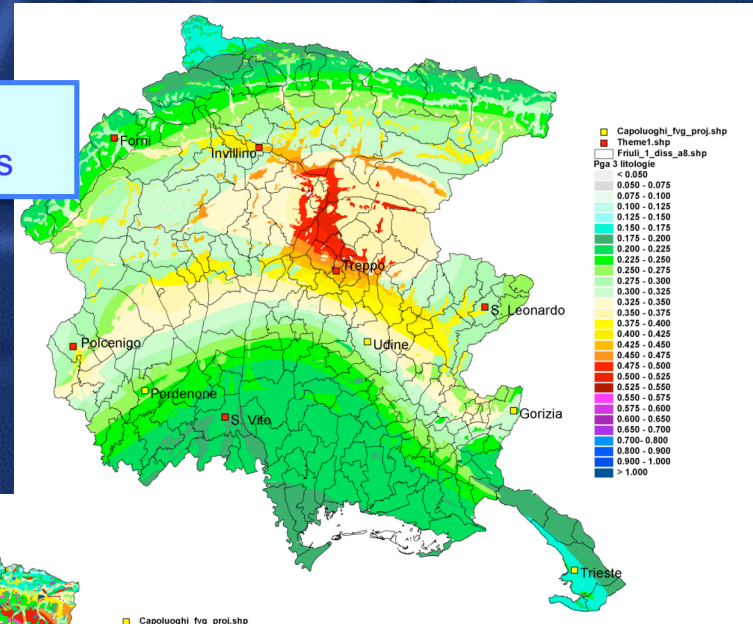 s
Forni
Invillino
Treppo
S. Leonardo
Polcenigo
Udine
Pordenone
S. Vito
Gorizia
Trieste
Capoluoghi_fvg_proj.shp
Theme1.shp
Friuli_1_diss_a8.shp
Pga 3 litologie
< 0.050
0.050 - 0.075
0.075 - 0.100
0.100 - 0.125
0.125 - 0.150
0.150 - 0.175
0.175 - 0.200
0.200 - 0.225
0.225 - 0.250
0.250 - 0.275
0.275 - 0.300
0.300 - 0.325
0.325 - 0.350
0.350 - 0.375
0.375 - 0.400
0.400 - 0.425
0.425 - 0.450
0.450 - 0.475
0.475 - 0.500
0.500 - 0.525
0.525 - 0.550
0.550 - 0.575
0.575 - 0.600
0.600 - 0.650
0.650 - 0.700
0.700- 0.800
0.800 - 0.900
0.900 - 1.000
> 1.000
Capoluoghi_fvg_proj.shp